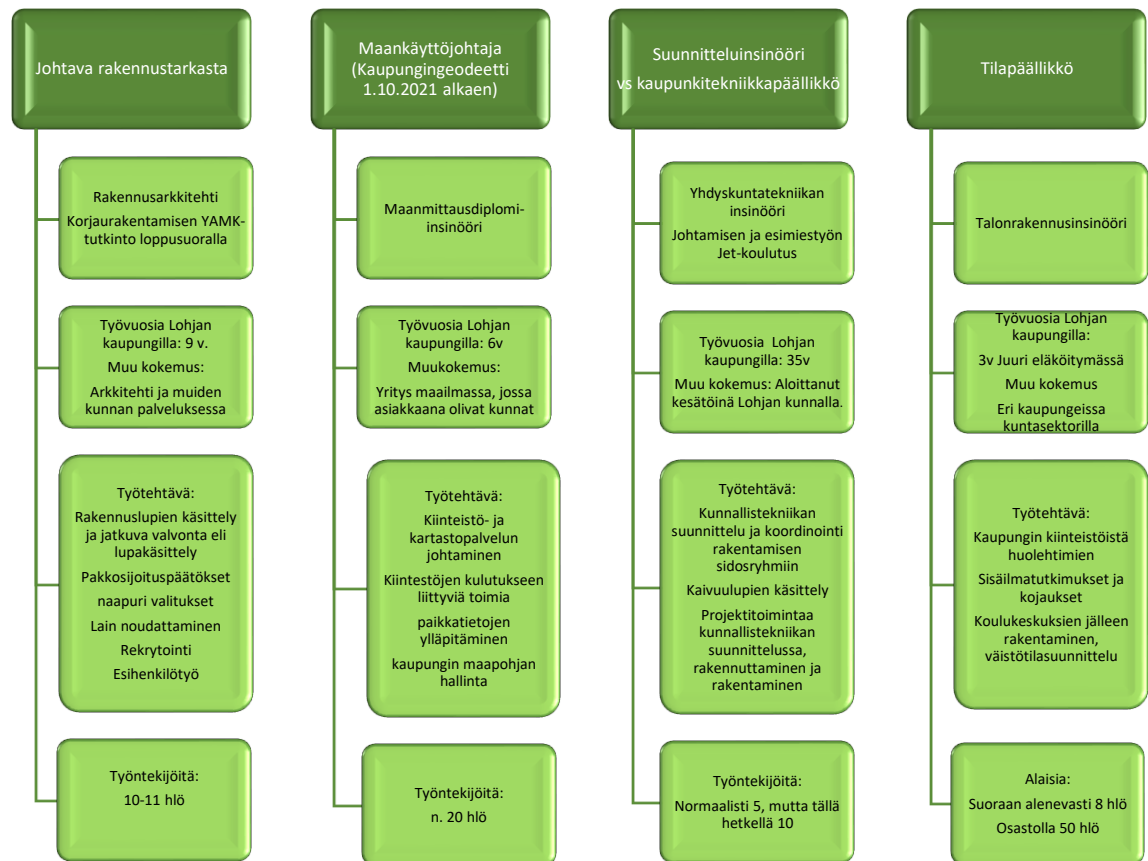 Johtava rakennustarkasta
Rakennusarkkitehti
Korjaurakentamisen YAMK-
tutkinto loppusuoralla
Työvuosia Lohjan
kaupungilla: 9 v.
Muu kokemus:
Arkkitehti ja muiden
kunnan palveluksessa
Työtehtävä:
Rakennuslupien käsittely
ja jatkuva valvonta eli
lupakäsittely
Pakkosijoituspäätökset
naapuri valitukset
Lain noudattaminen
Rekrytointi
Esihenkilötyö
Työntekijöitä:
10-11 hlö
Maankäyttöjohtaja
(Kaupungingeodeetti
1.10.2021 alkaen)
Maanmittausdiplomi-
insinööri
Työvuosia Lohjan
kaupungilla: 6v
Muukokemus:
Yritys maailmassa, jossa
asiakkaana olivat kunnat
Työtehtävä:
Kiinteistö- ja
kartastopalvelun
johtaminen
Kiintestöjen kulutukseen
liittyviä toimia
paikkatietojen
ylläpitäminen
kaupungin maapohjan
hallinta
Työntekijöitä:
n. 20 hlö
Suunnitteluinsinööri
vs kaupunkitekniikkapäällikkö
Yhdyskuntatekniikan
insinööri
Johtamisen ja esimiestyön
Jet-koulutus
Työvuosia Lohjan
kaupungilla: 35v
Muu kokemus: Aloittanut
kesätöinä Lohjan kunnalla.
Työtehtävä:
Kunnallistekniikan
suunnittelu ja koordinointi
rakentamisen
sidosryhmiin
Kaivuulupien käsittely
Projektitoimintaa
kunnallistekniikan
suunnittelussa,
rakennuttaminen ja
rakentaminen
Työntekijöitä:
Normaalisti 5, mutta tällä
hetkellä 10
Tilapäällikkö
Talonrakennusinsinööri
Työvuosia Lohjan
kaupungilla:
3v Juuri eläköitymässä
Muu kokemus
Eri kaupungeissa
kuntasektorilla
Työtehtävä:
Kaupungin kiinteistöistä
huolehtimien
Sisäilmatutkimukset ja
kojaukset
Koulukeskuksien jälleen
rakentaminen,
väistötilasuunnittelu
Alaisia:
Suoraan alenevasti 8 hlö
Osastolla 50 hlö